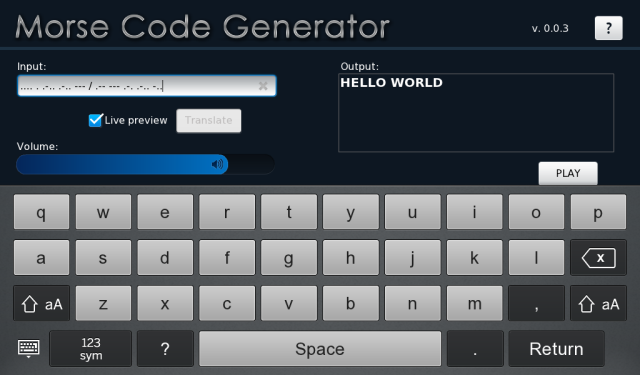 Morse Code Generator
v. 0.0.3
?
Input:
.... . .-.. .-.. --- / .-- --- .-. .-.. -..
Live preview
Translate
Volume:
Output:
HELLO WORLD
PLAY
q w e r t y u i o p
a s d f g h j k l x
aA z x c v b n m , aA
123
sym
? Space . Return